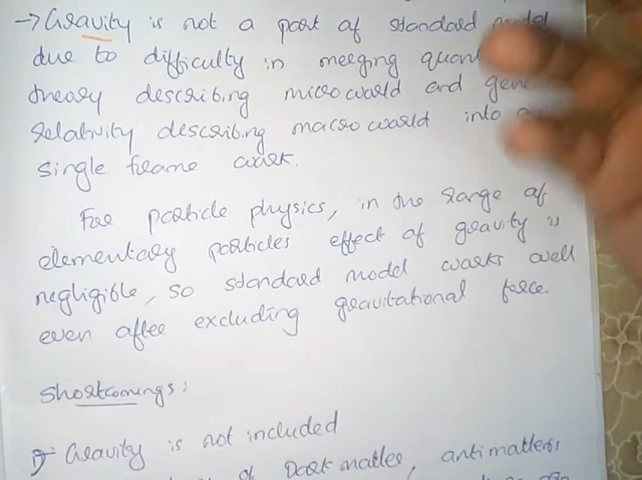 → Gravity is not a part of standard model
due to difficulty in merging
theory describing microworld and
relativity describing macroworld into
single frame work.
For particle physics, in the range of
elementary particles effect of gravity is
negligible, so standard model works well
even after excluding gravitational force.
Shortcomings:
Gravity is not included
of Dark matter, antimatter